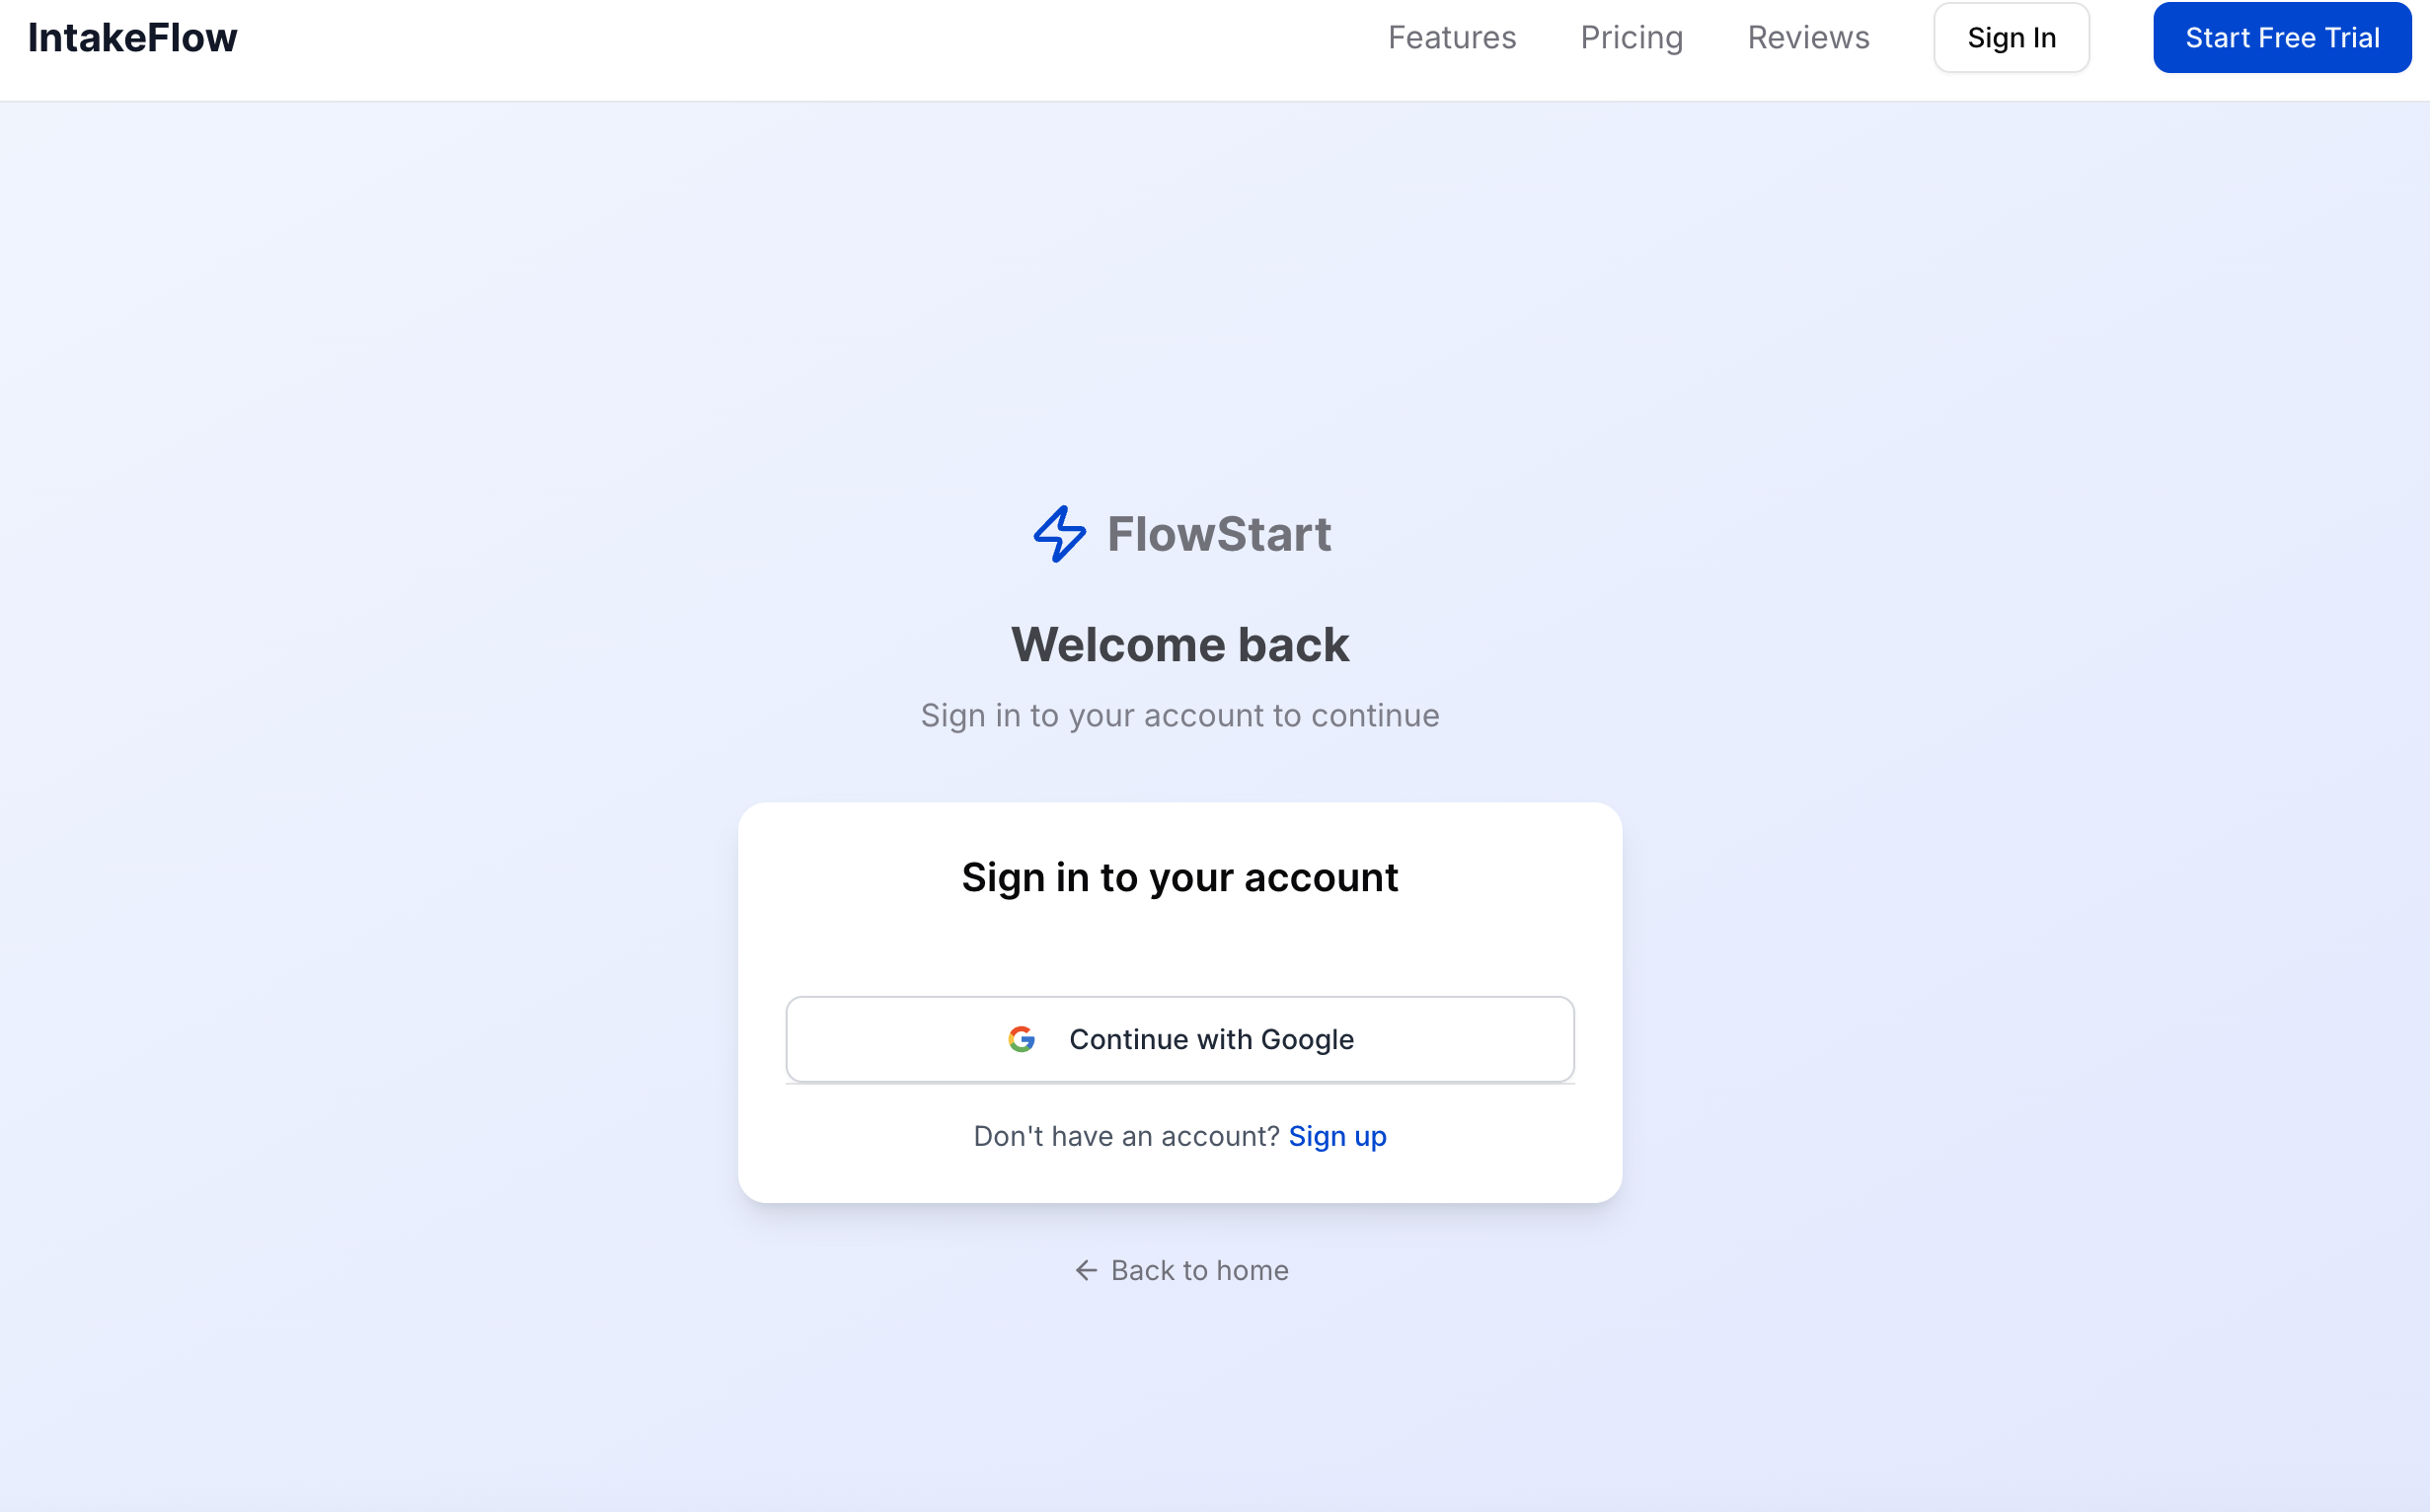 IntakeFlow
Features Pricing Reviews Sign In Start Free Trial
FlowStart
Welcome back
Sign in to your account to continue
Sign in to your account
Continue with Google
Don't have an account? Sign up
← Back to home